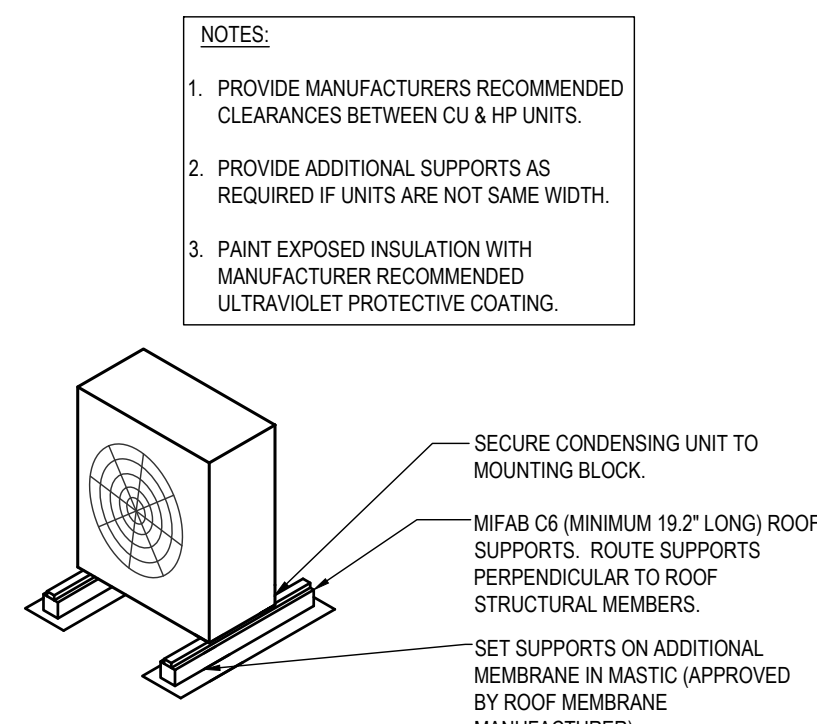 NOTES:
1. PROVIDE MANUFACTURERS RECOMMENDED
CLEARANCES BETWEEN CU & HP UNITS.
2. PROVIDE ADDITIONAL SUPPORTS AS
REQUIRED IF UNITS ARE NOT SAME WIDTH.
3. PAINT EXPOSED INSULATION WITH
MANUFACTURER RECOMMENDED
ULTRAVIOLET PROTECTIVE COATING.
SECURE CONDENSING UNIT TO
MOUNTING BLOCK.
MIFAB C6 (MINIMUM 19.2" LONG) ROOF
SUPPORTS. ROUTE SUPPORTS
PERPENDICULAR TO ROOF
STRUCTURAL MEMBERS.
SET SUPPORTS ON ADDITIONAL
MEMBRANE IN MASTIC (APPROVED
BY ROOF MEMBRANE
MANUFACTURER)